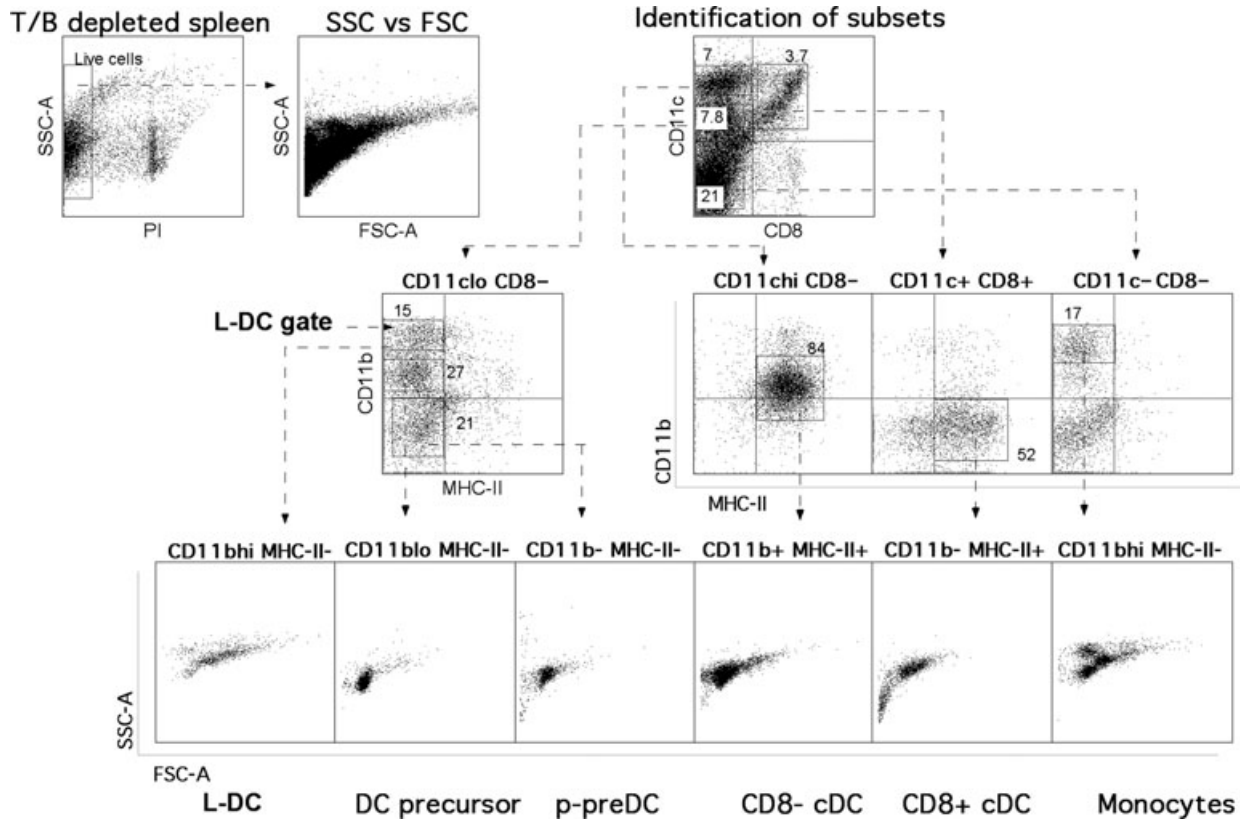 T/B depleted spleen
SSC vs FSC
Identification of subsets
Live cells
SSC-A
PI
SSC-A
FSC-A
7
3.7
7.8
21
CD11c
CD8
CD11clo CD8-
CD11chi CD8-
CD11c+ CD8+
CD11c- CD8-
L-DC gate
15
27
21
CD11b
MHC-II
84
52
17
CD11b
MHC-II
CD11bhi MHC-II-
CD11blo MHC-II-
CD11b- MHC-II-
CD11b+ MHC-II+
CD11b- MHC-II+
CD11bhi MHC-II-
SSC-A
FSC-A
L-DC
DC precursor
p-preDC
CD8- cDC
CD8+ cDC
Monocytes